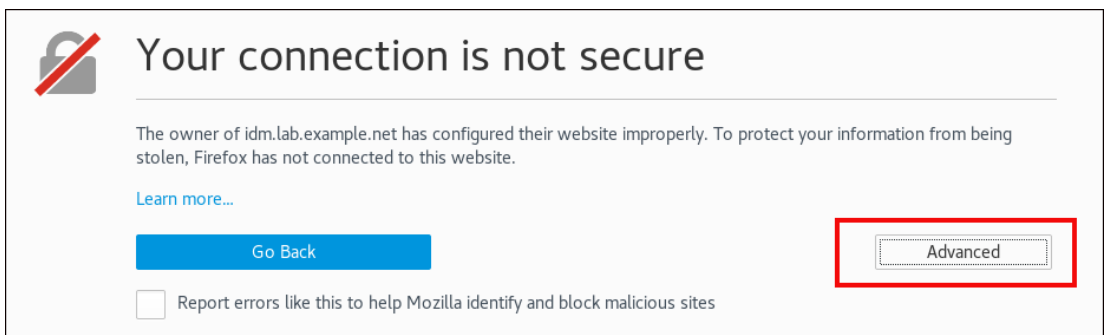 Your connection is not secure
The owner of idm.lab.example.net has configured their website improperly. To protect your information from being
stolen, Firefox has not connected to this website.
Learn more...
Go Back
Advanced
Report errors like this to help Mozilla identify and block malicious sites